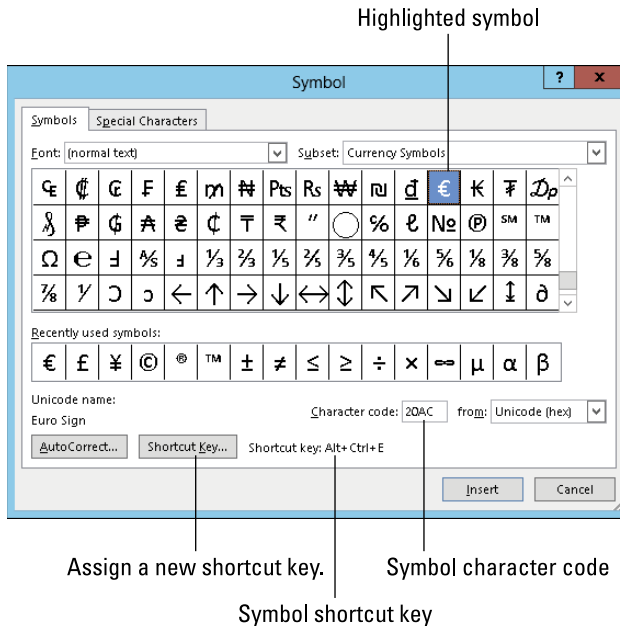 Highlighted symbol
Symbol ? x
Symbols Special Characters
Font: (normal text) Subset: Currency Symbols
₠ ₡ ₢ ₣ ₤ ₥ ₦ ₧ ₨ ₩ ₪ ₫ € ₭ ₮ ₯
₰ ₱ ₲ ₳ ₴ ₵ ₸ ₹ ″ ◯ ℅ ℓ № ℗ ℠ ™
Ω ℮ Ⅎ ⅍ ⅎ ⅓ ⅔ ⅕ ⅖ ⅗ ⅘ ⅙ ⅚ ⅛ ⅜ ⅝
⅞ ⅟ Ↄ ↄ ← ↑ → ↓ ↔ ↕ ↖ ↗ ↘ ↙ ↨ ∂
Recently used symbols:
€ £ ¥ © ® ™ ± ≠ ≤ ≥ ÷ × ∞ µ α β
Unicode name:
Euro Sign
Character code: 20AC from: Unicode (hex)
AutoCorrect... Shortcut Key... Shortcut key: Alt+Ctrl+E
Insert Cancel
Assign a new shortcut key. Symbol character code
Symbol shortcut key